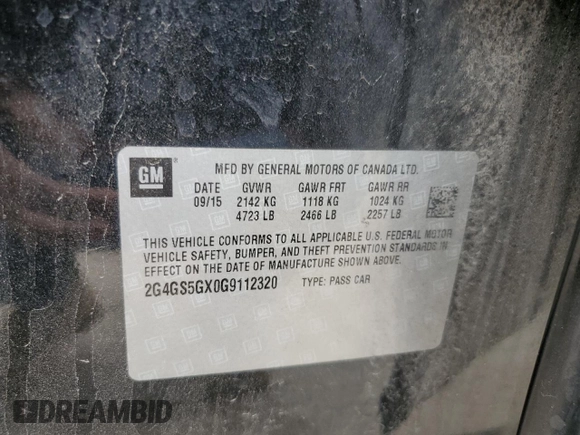 GM
MFD BY GENERAL MOTORS OF CANADA LTD.
DATE GVWR GAWR FRT GAWR RR
09/15 2142 KG 1118 KG 1024 KG
4723 LB 2466 LB 2257 LB
THIS VEHICLE CONFORMS TO ALL APPLICABLE U.S. FEDERAL MOTOR
VEHICLE SAFETY, BUMPER, AND THEFT PREVENTION STANDARDS IN
EFFECT ON THE DATE OF MANUFACTURE SHOWN ABOVE.
2G4GS5GX0G9112320 TYPE: PASS CAR
DREAMBID